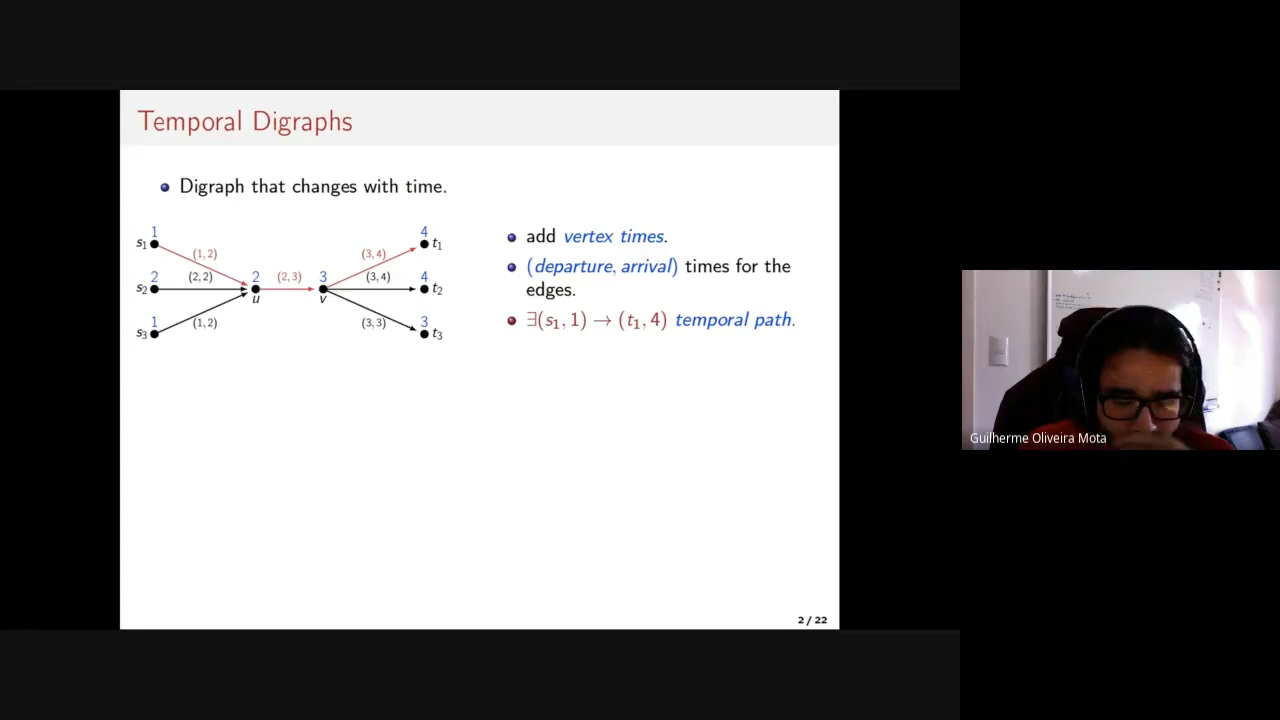 Temporal Digraphs
Digraph that changes with time.
1
s1
(1, 2)
2
s2
(2, 2)
1
s3
(1, 2)
2
u
(2, 3)
3
v
(3, 4)
4
t1
(3, 4)
4
t2
(3, 3)
3
t3
add vertex times.
(departure, arrival) times for the
edges.
∃(s1, 1) → (t1, 4) temporal path.
2 / 22
Guilherme Oliveira Mota